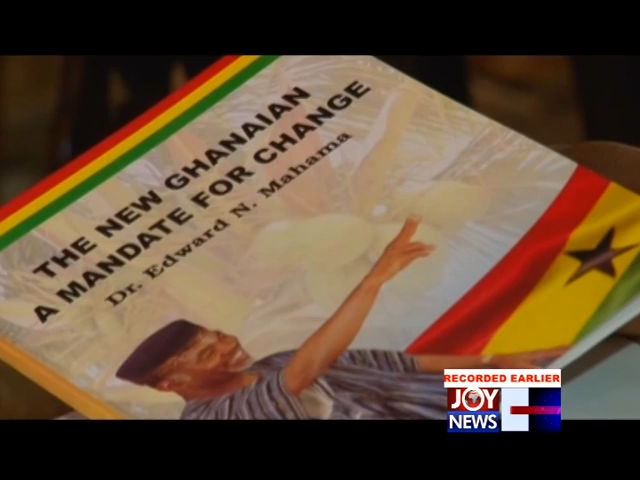 THE NEW GHANAIAN
A MANDATE FOR CHANGE
Dr. Edward N. Mahama
RECORDED EARLIER
JOY
NEWS